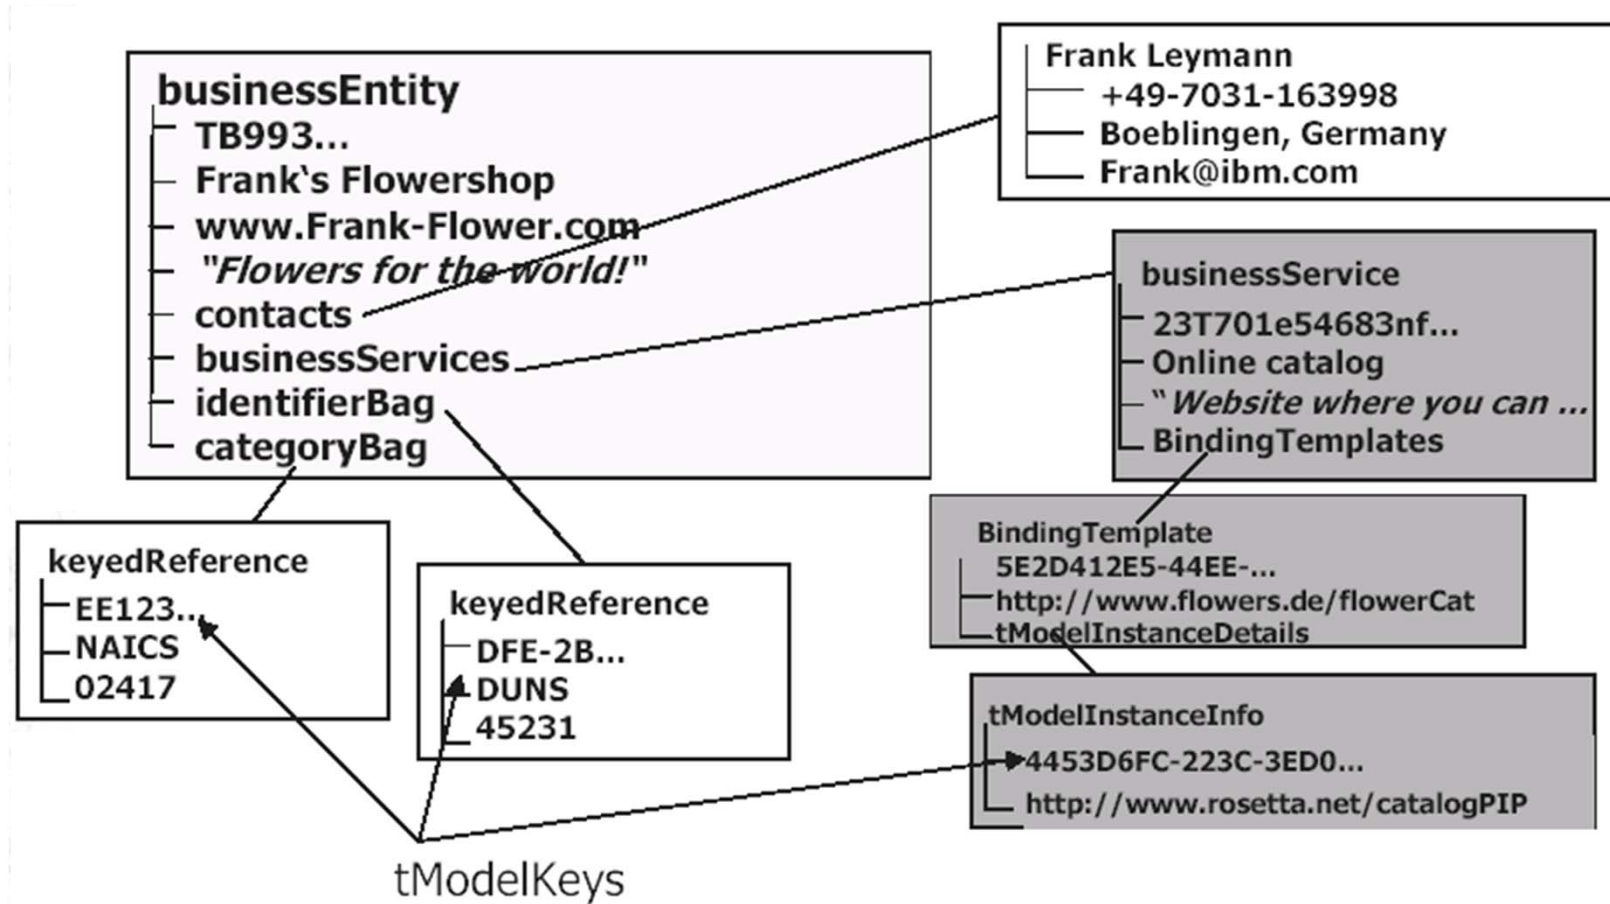 businessEntity
TB993...
Frank‘s Flowershop
www.Frank-Flower.com
"Flowers for the world!"
contacts
businessServices
identifierBag
categoryBag
Frank Leymann
+49-7031-163998
Boeblingen, Germany
Frank@ibm.com
businessService
23T701e54683nf...
Online catalog
“Website where you can ...
BindingTemplates
BindingTemplate
5E2D412E5-44EE-...
http://www.flowers.de/flowerCat
tModelInstanceDetails
tModelInstanceInfo
4453D6FC-223C-3ED0...
http://www.rosetta.net/catalogPIP
keyedReference
EE123...
NAICS
02417
keyedReference
DFE-2B...
DUNS
45231
tModelKeys